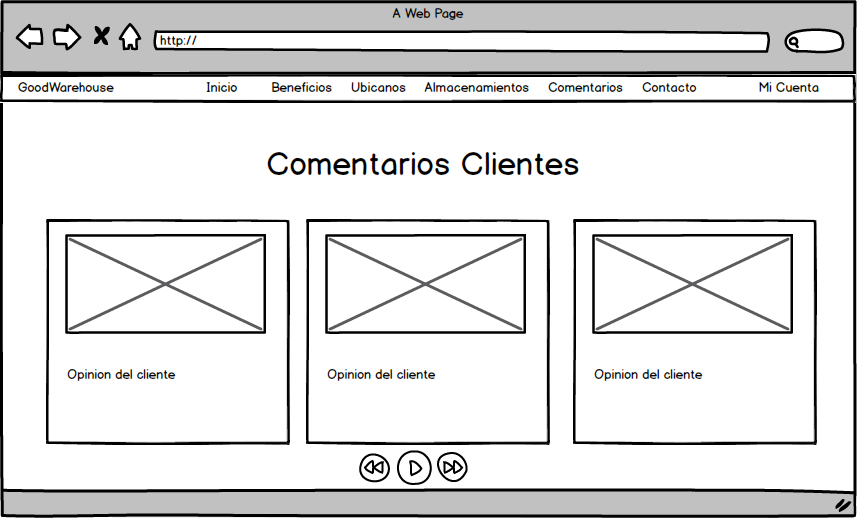 A Web Page
http://
GoodWarehouse Inicio Beneficios Ubicanos Almacenamientos Comentarios Contacto Mi Cuenta
Comentarios Clientes
Opinion del cliente
Opinion del cliente
Opinion del cliente